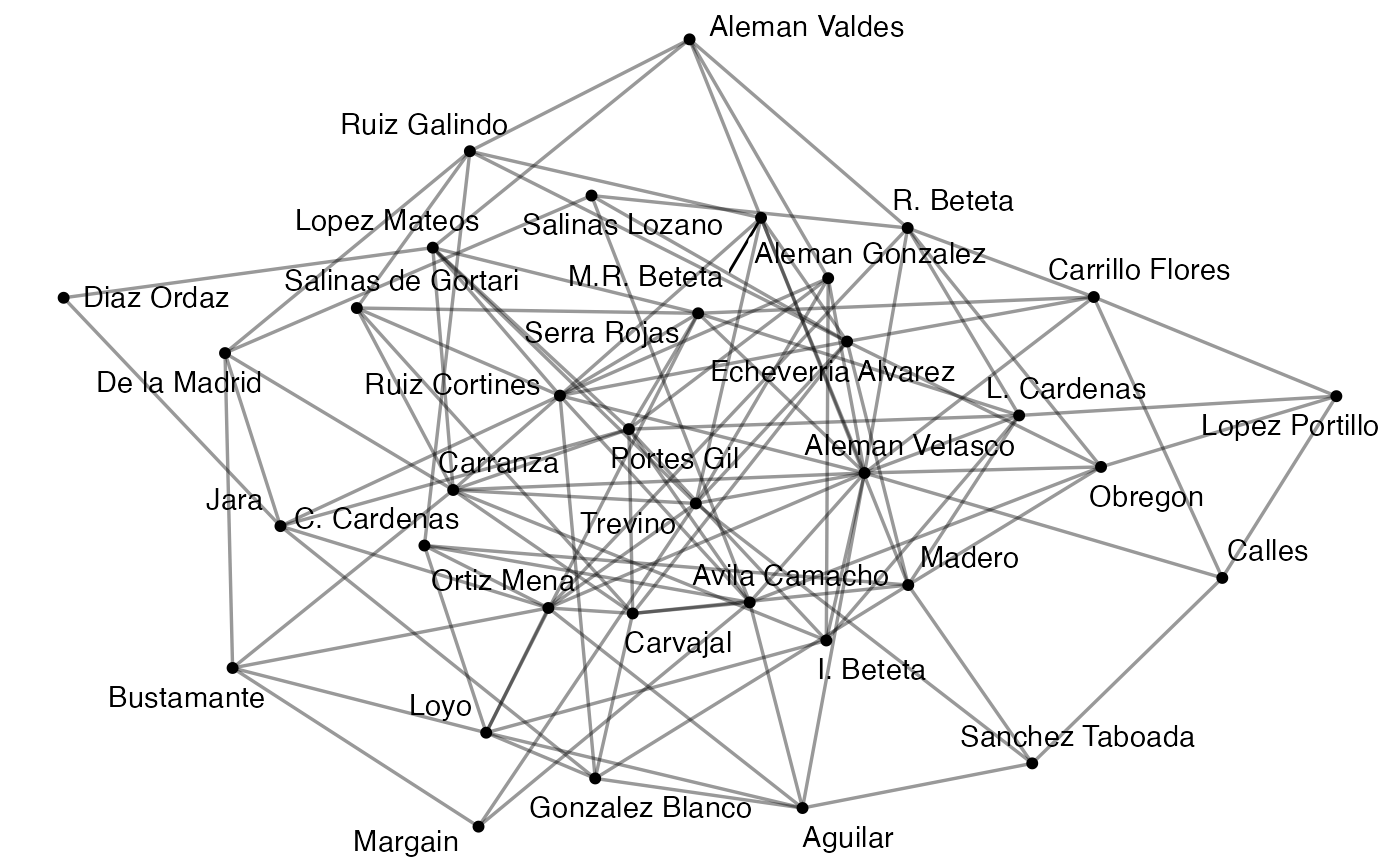 Aleman Valdes
Ruiz Galindo
R. Beteta
Lopez Mateos
Salinas Lozano
Aleman Gonzalez
Carrillo Flores
M.R. Beteta
Salinas de Gortari
Diaz Ordaz
Serra Rojas
Echeverria Alvarez
De la Madrid
Ruiz Cortines
L. Cardenas
Lopez Portillo
Aleman Velasco
Carranza
Portes Gil
Obregon
Jara
C. Cardenas
Trevino
Calles
Madero
Ortiz Mena
Avila Camacho
Carvajal
I. Beteta
Bustamante
Loyo
Sanchez Taboada
Gonzalez Blanco
Aguilar
Margain